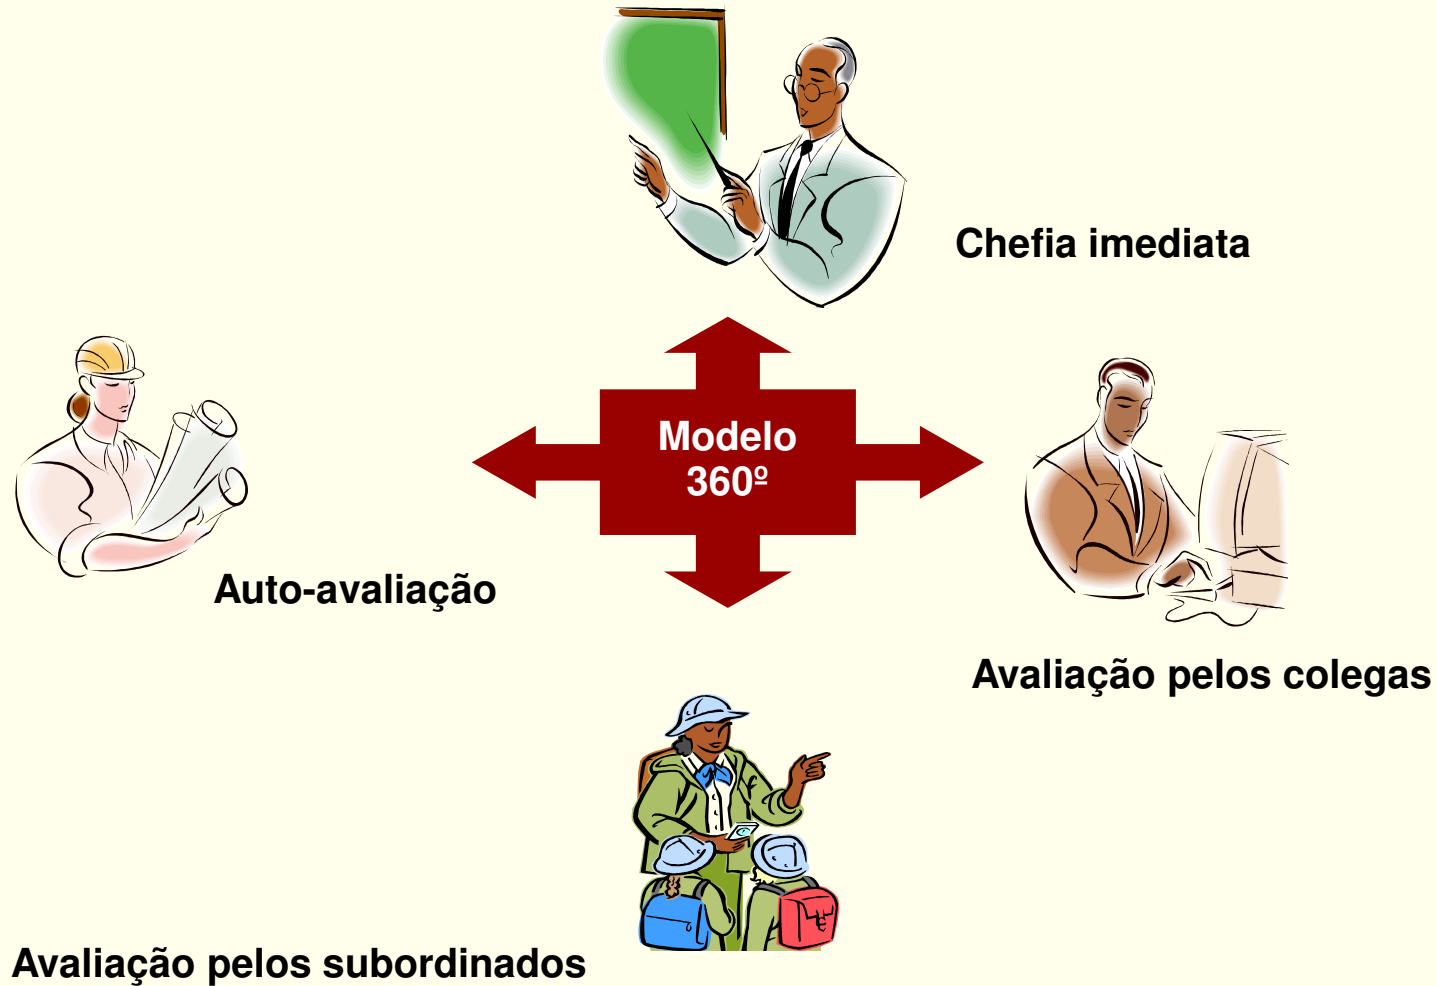 Chefia imediata
Modelo
360º
Auto-avaliação
Avaliação pelos colegas
Avaliação pelos subordinados